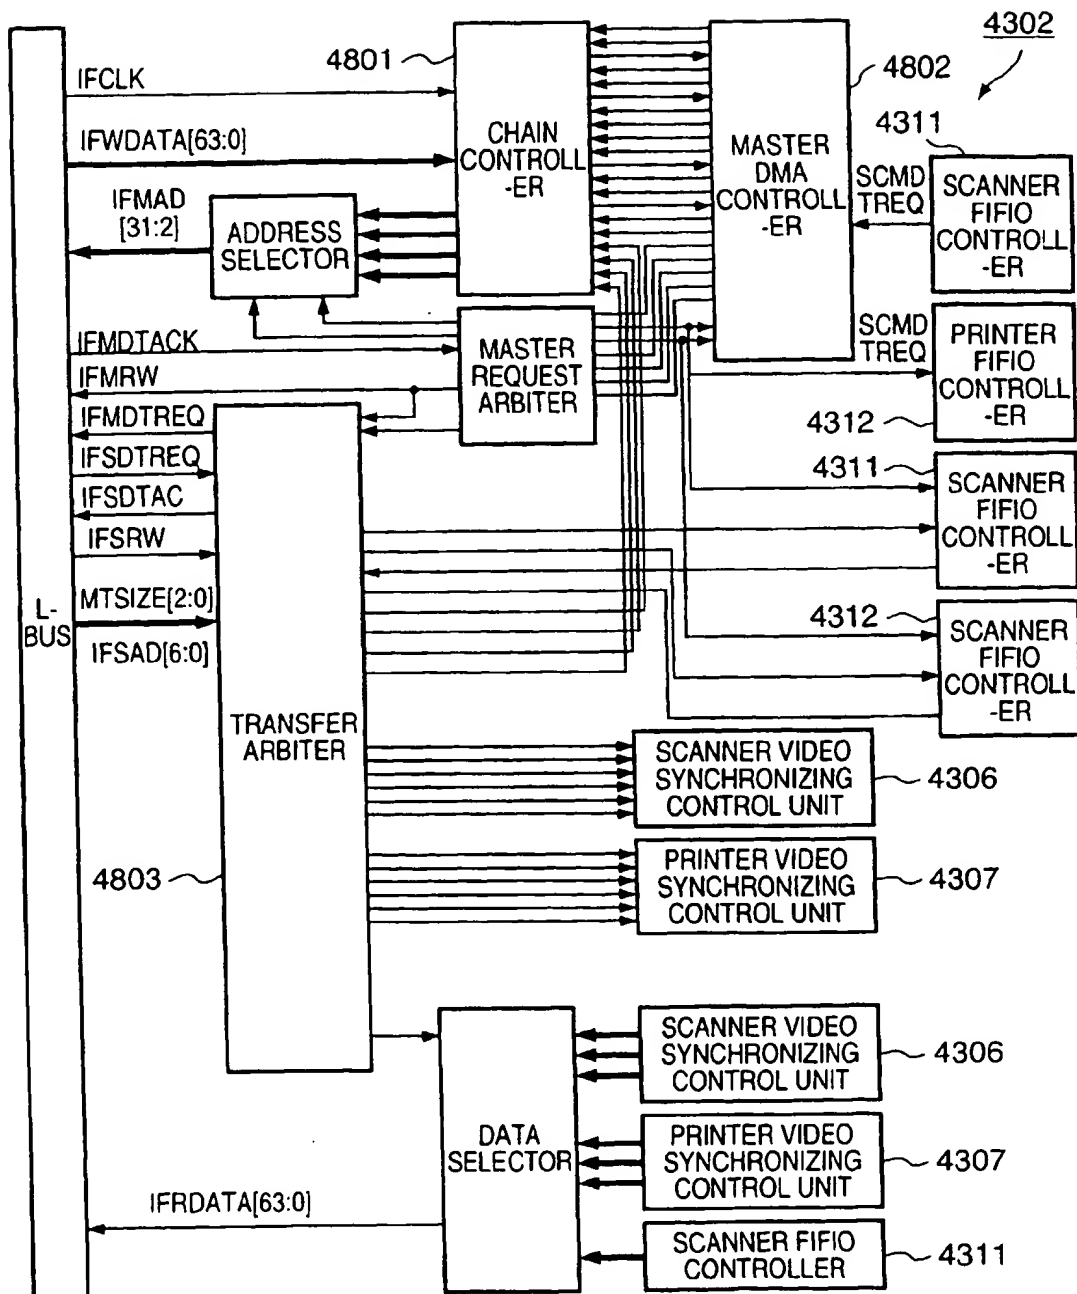 4302
4801
4802
IFCLK
IFWDATA[63:0]
IFMAD
[31:2]
ADDRESS
SELECTOR
CHAIN
CONTROLL
-ER
MASTER
DMA
CONTROLL
-ER
4311
SCMD
TREQ
SCANNER
FIFIO
CONTROLL
-ER
SCMD
TREQ
PRINTER
FIFIO
CONTROLL
-ER
4312
IFMDTACK
IFMRW
IFMDTREQ
IFSDTREQ
IFSDTAC
IFSRW
MTSIZE[2:0]
IFSAD[6:0]
L-
BUS
MASTER
REQUEST
ARBITER
4311
SCANNER
FIFIO
CONTROLL
-ER
4312
SCANNER
FIFIO
CONTROLL
-ER
TRANSFER
ARBITER
4803
SCANNER VIDEO
SYNCHRONIZING
CONTROL UNIT
4306
PRINTER VIDEO
SYNCHRONIZING
CONTROL UNIT
4307
DATA
SELECTOR
SCANNER VIDEO
SYNCHRONIZING
CONTROL UNIT
4306
PRINTER VIDEO
SYNCHRONIZING
CONTROL UNIT
4307
IFRDATA[63:0]
SCANNER FIFIO
CONTROLLER
4311